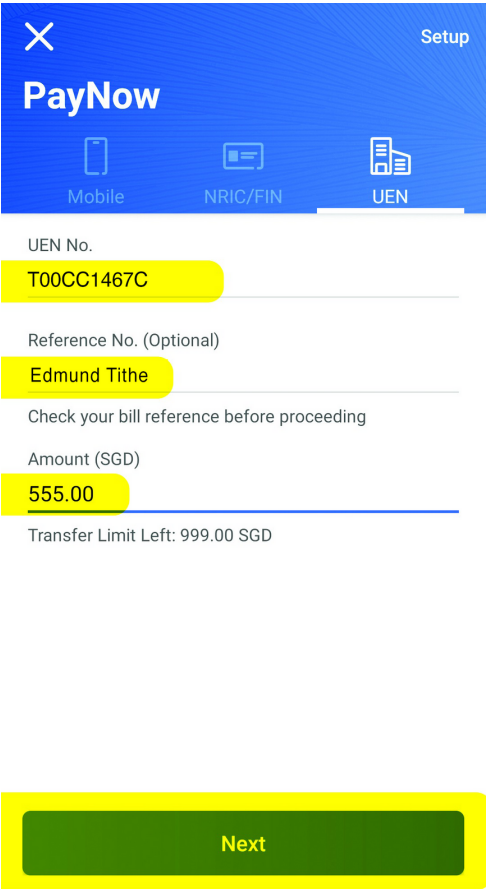 Setup
PayNow
Mobile NRIC/FIN UEN
UEN No.
T00CC1467C
Reference No. (Optional)
Edmund Tithe
Check your bill reference before proceeding
Amount (SGD)
555.00
Transfer Limit Left: 999.00 SGD
Next